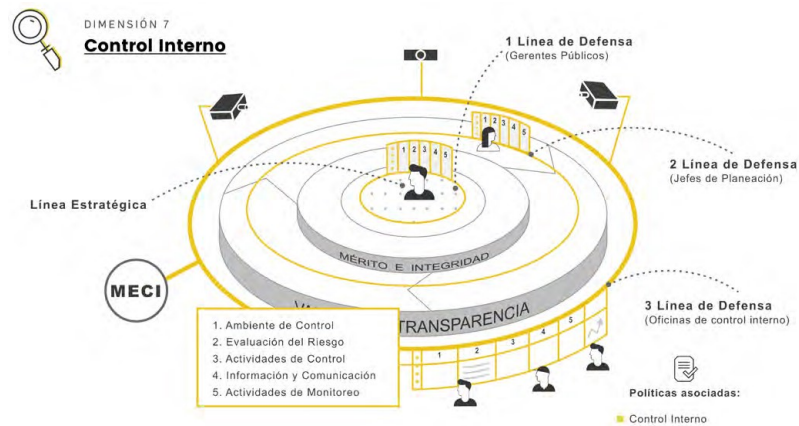 DIMENSIÓN 7
Control Interno
1 Línea de Defensa
(Gerentes Públicos)
2 Línea de Defensa
(Jefes de Planeación)
Línea Estratégica
1 2 3 4 5
1 2 3 4 5
MÉRITO E INTEGRIDAD
MECI
TRANSPARENCIA
3 Línea de Defensa
(Oficinas de control interno)
1. Ambiente de Control
2. Evaluación del Riesgo
3. Actividades de Control
4. Información y Comunicación
5. Actividades de Monitoreo
1 2 3 4 5
Políticas asociadas:
Control Interno